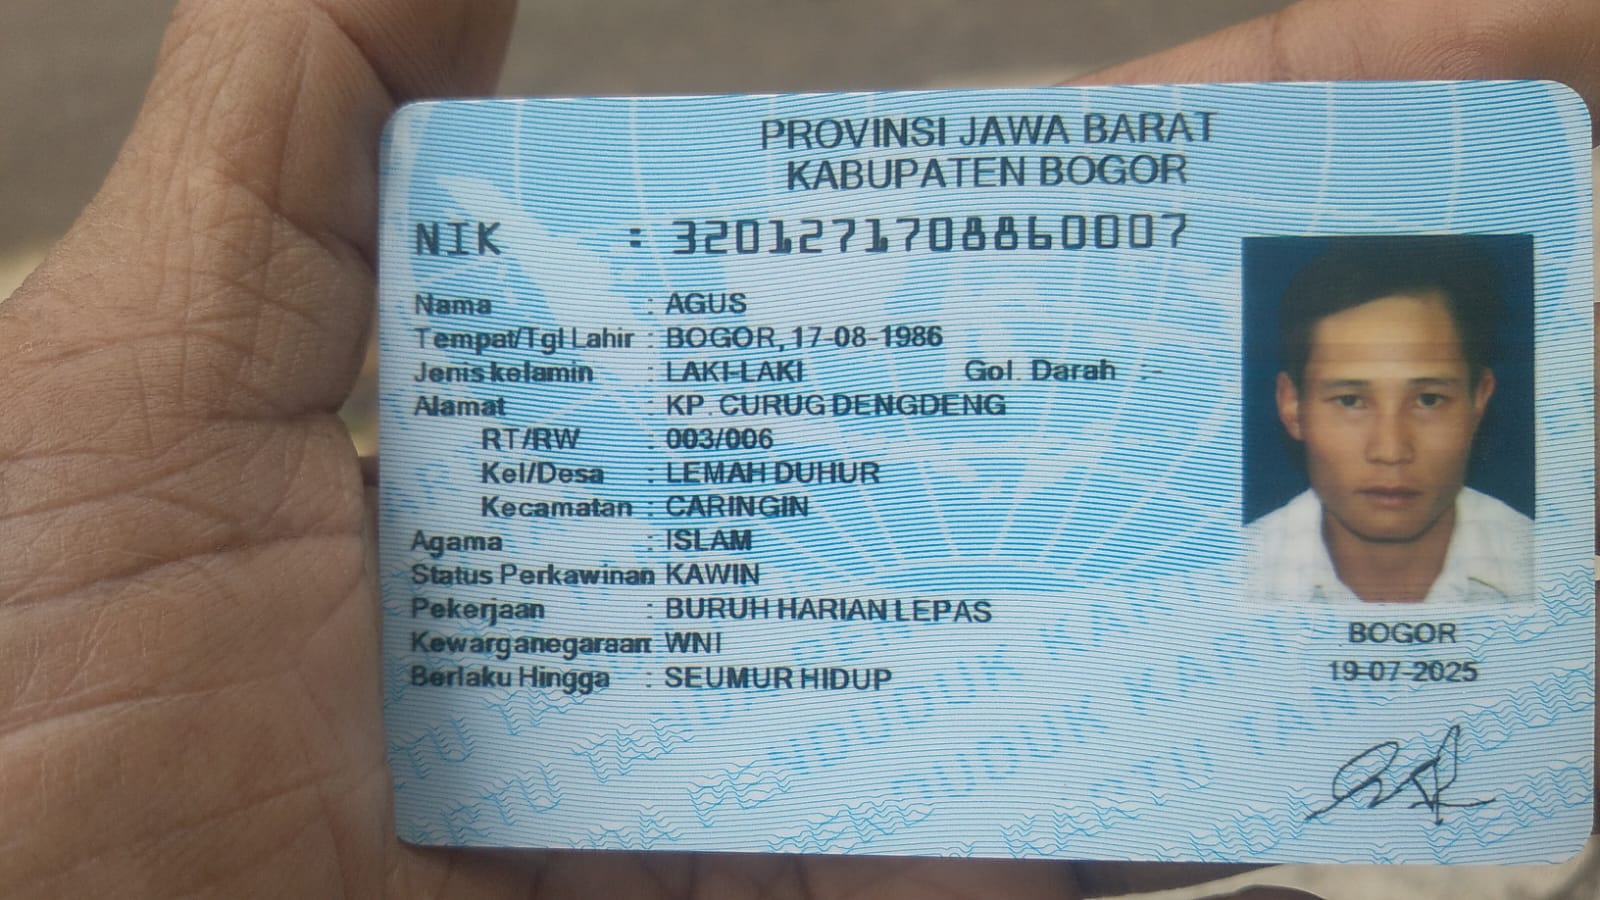 PROVINSI JAWA BARAT
KABUPATEN BOGOR
NIK : 3201271708860007
Nama : AGUS
Tempat/Tgl Lahir : BOGOR, 17-08-1986
Jenis kelamin : LAKI-LAKI Gol. Darah : -
Alamat : KP. CURUG DENGDENG
RT/RW : 003/006
Kel/Desa : LEMAH DUHUR
Kecamatan : CARINGIN
Agama : ISLAM
Status Perkawinan KAWIN
Pekerjaan : BURUH HARIAN LEPAS
Kewarganegaraan WNI
Berlaku Hingga : SEUMUR HIDUP
BOGOR
19-07-2025